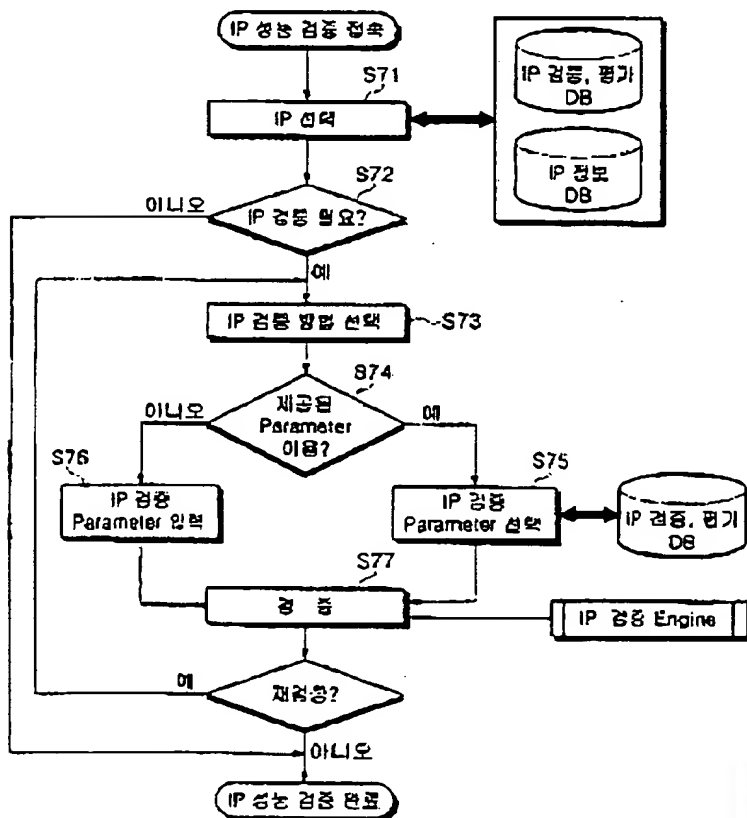 IP 성능 검증 접속
S71
IP 선택
IP 검증, 평가
DB
IP 정보
DB
S72
아니오
IP 검증 필요?
예
IP 검증 방법 선택
S73
S74
아니오
제공된
Parameter
이용?
예
S76
IP 검증
Parameter 입력
S75
IP 검증
Parameter 선택
IP 검증, 평가
DB
S77
검 증
IP 검증 Engine
예
재검증?
아니오
IP 성능 검증 완료